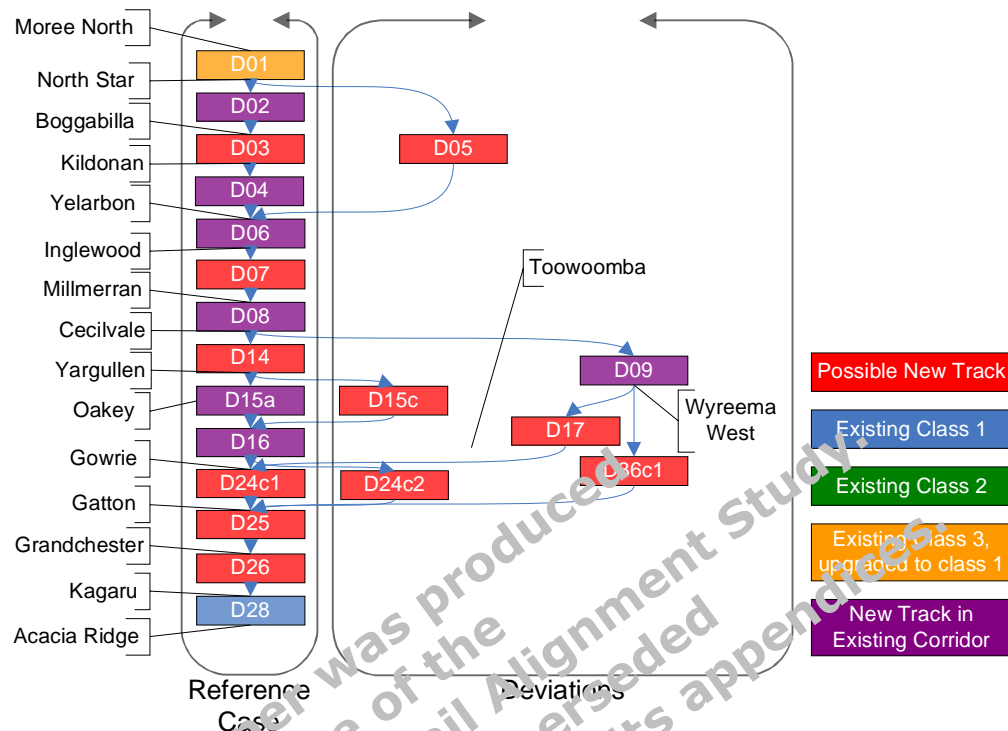 Moree North
North Star
Boggabilla
Kildonan
Yelarbon
Inglewood
Millmerran
Cecilvale
Yargullen
Oakey
Gowrie
Gatton
Grandchester
Kagaru
Acacia Ridge
D01
D02
D03
D04
D06
D07
D08
D14
D15a
D16
D24c1
D25
D26
D28
Reference
Case
D05
Toowoomba
D09
D15c
Wyreema
West
D17
D24c2
D36c1
Deviations
Possible New Track
Existing Class 1
Existing Class 2
Existing Class 3,
upgraded to class 1
New Track in
Existing Corridor
was produced
of the
Alignment Study.
appendices.